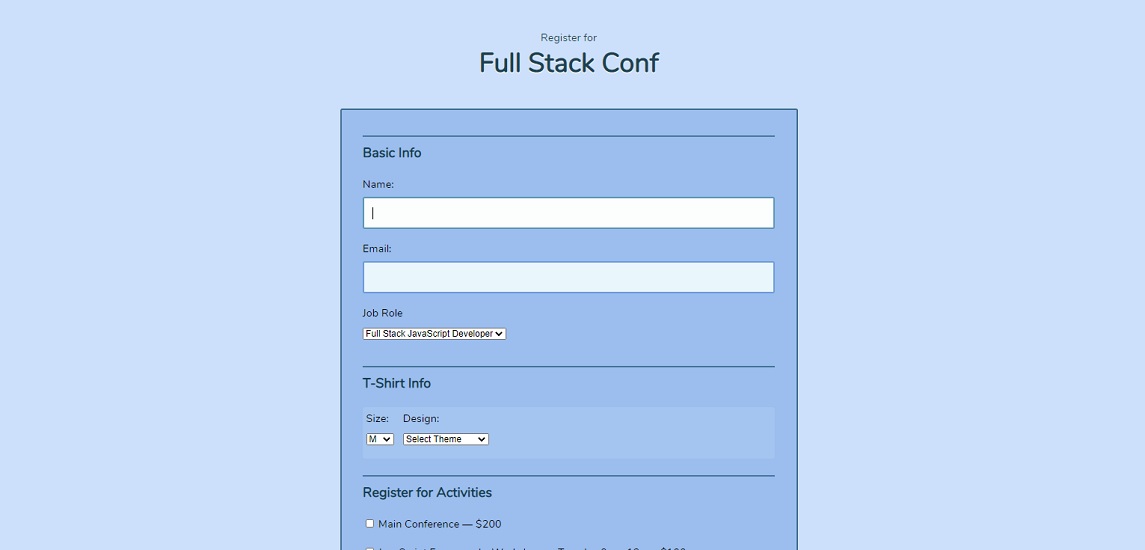 Register for
Full Stack Conf
Basic Info
Name:
Email:
Job Role
Full Stack JavaScript Developer
T-Shirt Info
Size: Design:
M Select Theme
Register for Activities
Main Conference — $200